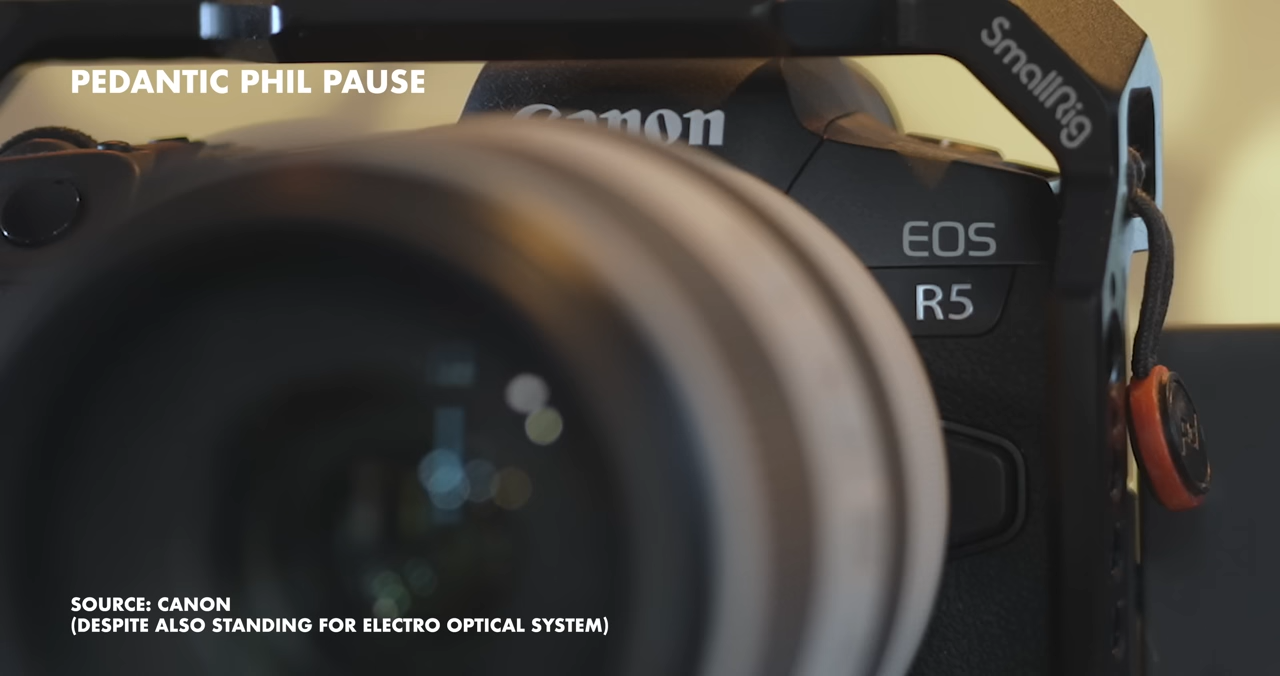 PEDANTIC PHIL PAUSE
Canon
SmallRig
EOS
R5
SOURCE: CANON
(DESPITE ALSO STANDING FOR ELECTRO OPTICAL SYSTEM)